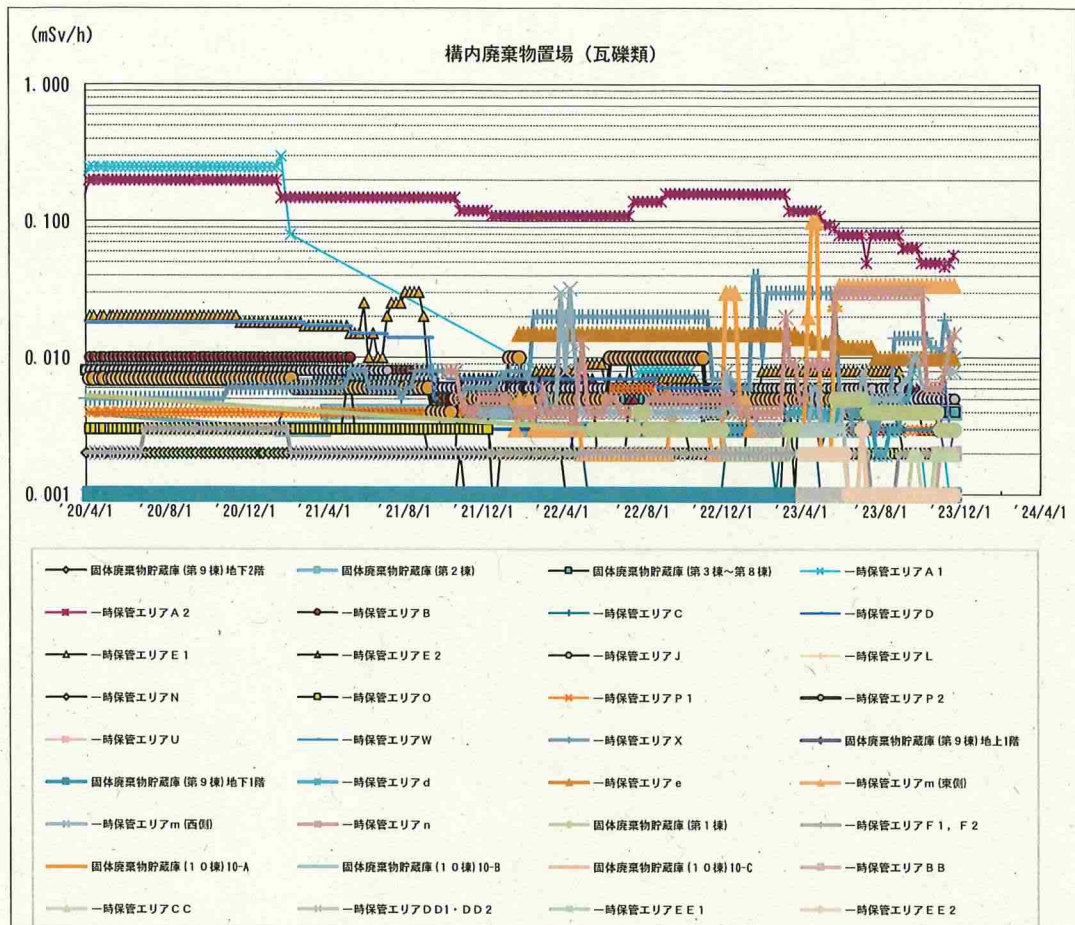 (mSv/h)
構内廃棄物置場 (瓦礫類)
1.000
0.100
0.010
0.001
'20/4/1 '20/8/1 '20/12/1 '21/4/1 '21/8/1 '21/12/1 '22/4/1 '22/8/1 '22/12/1 '23/4/1 '23/8/1 '23/12/1 '24/4/1
固体廃棄物貯蔵庫(第9棟)地下2階 固体廃棄物貯蔵庫(第2棟) 固体廃棄物貯蔵庫(第3棟～第8棟) 一時保管エリアA1
一時保管エリアA2 一時保管エリアB 一時保管エリアC 一時保管エリアD
一時保管エリアE1 一時保管エリアE2 一時保管エリアJ 一時保管エリアL
一時保管エリアN 一時保管エリアO 一時保管エリアP1 一時保管エリアP2
一時保管エリアU 一時保管エリアW 一時保管エリアX 固体廃棄物貯蔵庫(第9棟)地上1階
固体廃棄物貯蔵庫(第9棟)地下1階 一時保管エリアd 一時保管エリアe 一時保管エリアm(東側)
一時保管エリアm(西側) 一時保管エリアn 固体廃棄物貯蔵庫(第1棟) 一時保管エリアF1，F2
固体廃棄物貯蔵庫(10棟)10-A 固体廃棄物貯蔵庫(10棟)10-B 固体廃棄物貯蔵庫(10棟)10-C 一時保管エリアBB
一時保管エリアCC 一時保管エリアDD1・DD2 一時保管エリアEE1 一時保管エリアEE2